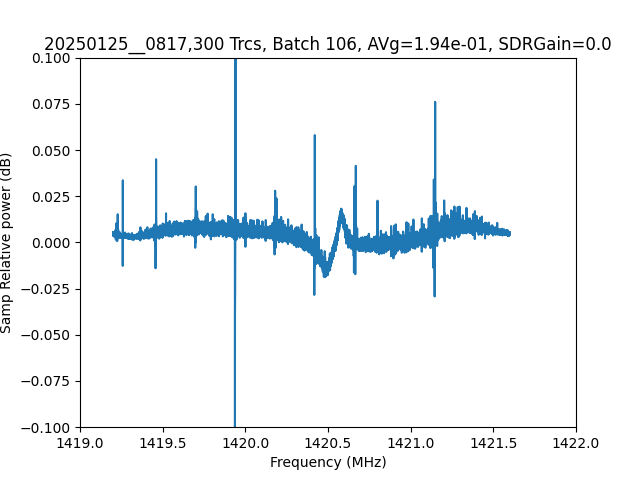 20250125__0817,300 Trcs, Batch 106, AVg=1.94e-01, SDRGain=0.0
0.100
0.075
0.050
0.025
0.000
−0.025
−0.050
−0.075
−0.100
Samp Relative power (dB)
1419.0 1419.5 1420.0 1420.5 1421.0 1421.5 1422.0
Frequency (MHz)